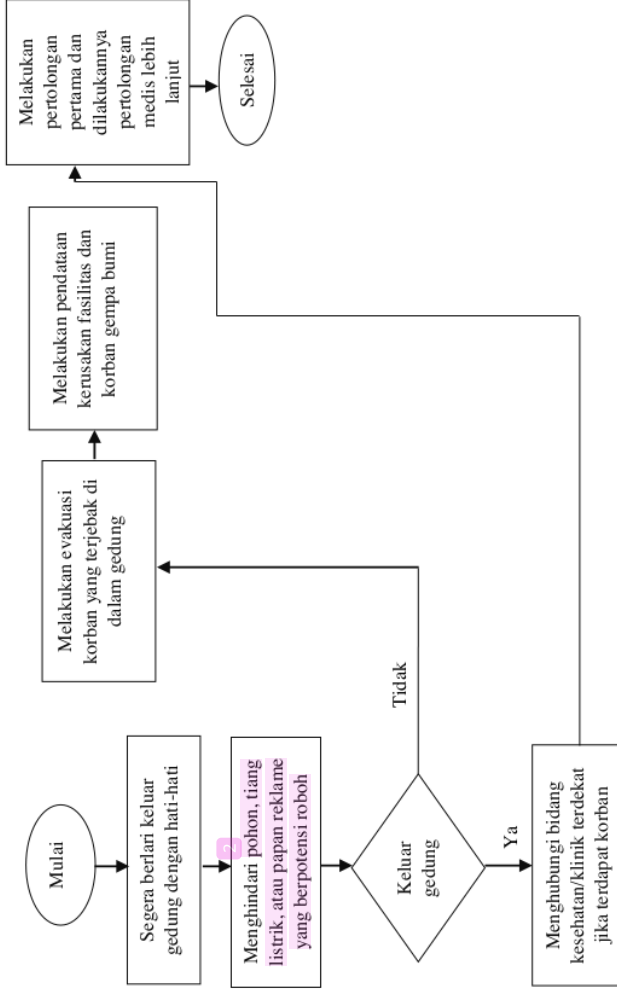 Mulai
Segera berlari keluar
gedung dengan hati-hati
2
Menghindari pohon, tiang
listrik, atau papan reklame
yang berpotensi roboh
Keluar
gedung
Tidak
Ya
Menghubungi bidang
kesehatan/klinik terdekat
jika terdapat korban
Melakukan evakuasi
korban yang terjebak di
dalam gedung
Melakukan pendataan
kerusakan fasilitas dan
korban gempa bumi
Melakukan
pertolongan
pertama dan
dilakukannya
pertolongan
medis lebih
lanjut
Selesai